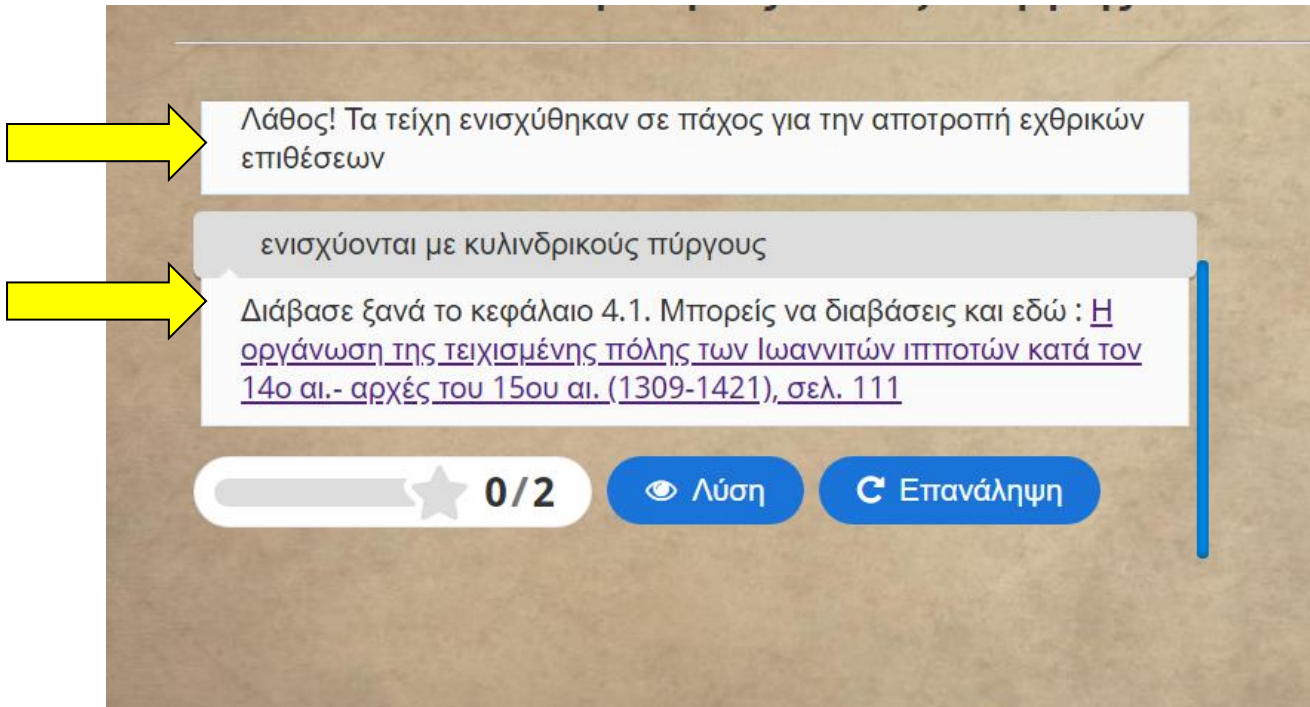 Λάθος! Τα τείχη ενισχύθηκαν σε πάχος για την αποτροπή εχθρικών
επιθέσεων
ενισχύονται με κυλινδρικούς πύργους
Διάβασε ξανά το κεφάλαιο 4.1. Μπορείς να διαβάσεις και εδώ : Η
οργάνωση της τειχισμένης πόλης των Ιωαννιτών ιπποτών κατά τον
14ο αι.- αρχές του 15ου αι. (1309-1421), σελ. 111
0/2 Λύση Επανάληψη